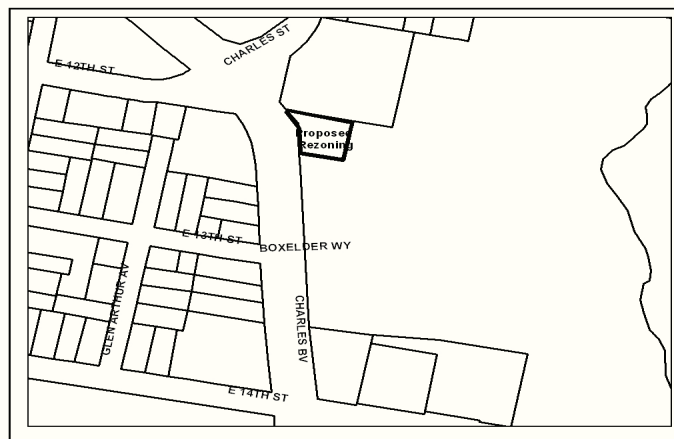 CHARLES ST
E 12TH ST
Proposed
Rezoning
E 13TH ST
BOXELDER WY
GLEN ARTHUR AV
CHARLES BV
E 14TH ST